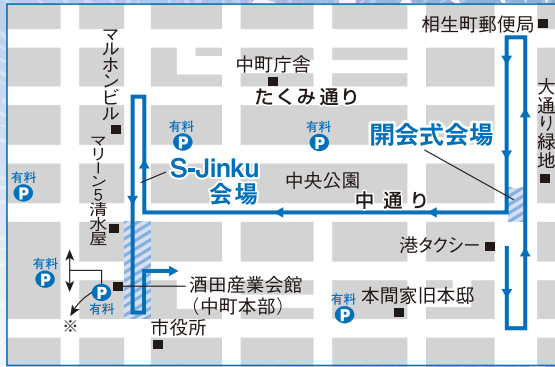 相生町郵便局
マルホンビル
中町庁舎
たくみ通り
大通り緑地
有料
P
有料
P
開会式会場
S-Jinku
会場
中央公園
マリーン5清水屋
有料
P
中通り
港タクシー
有料
P
P
有料
酒田産業会館
(中町本部)
有料
P
本間家旧本邸
※
市役所